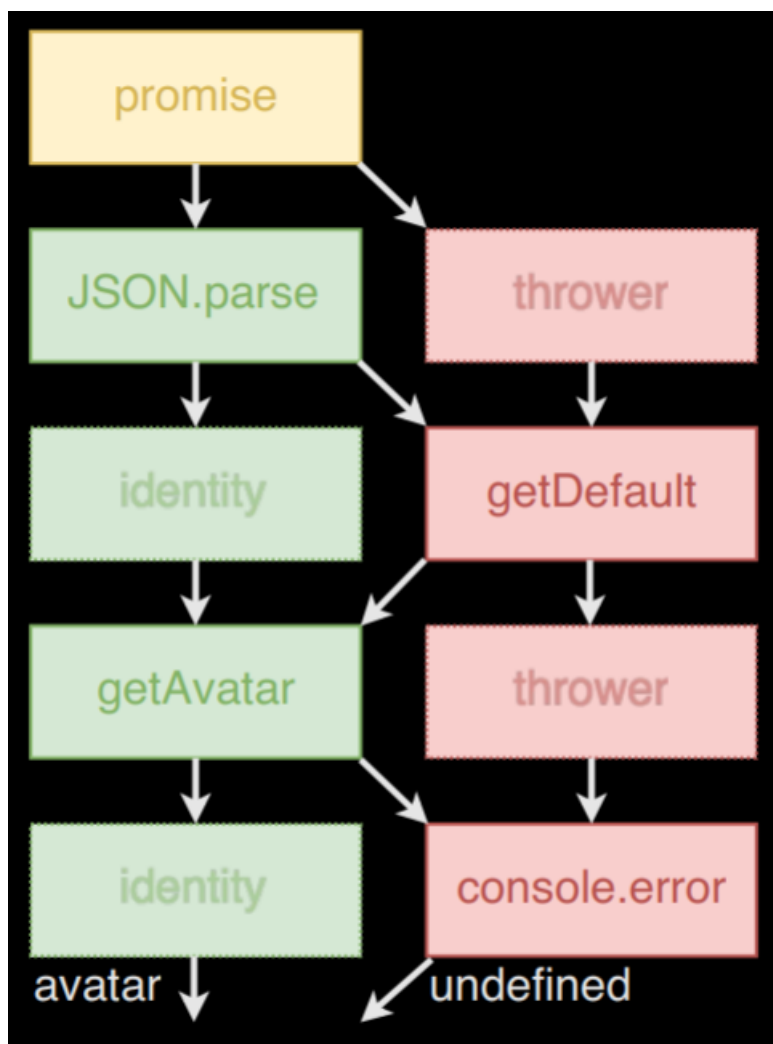 promise
JSON.parse
thrower
identity
getDefault
getAvatar
thrower
identity
console.error
avatar
undefined